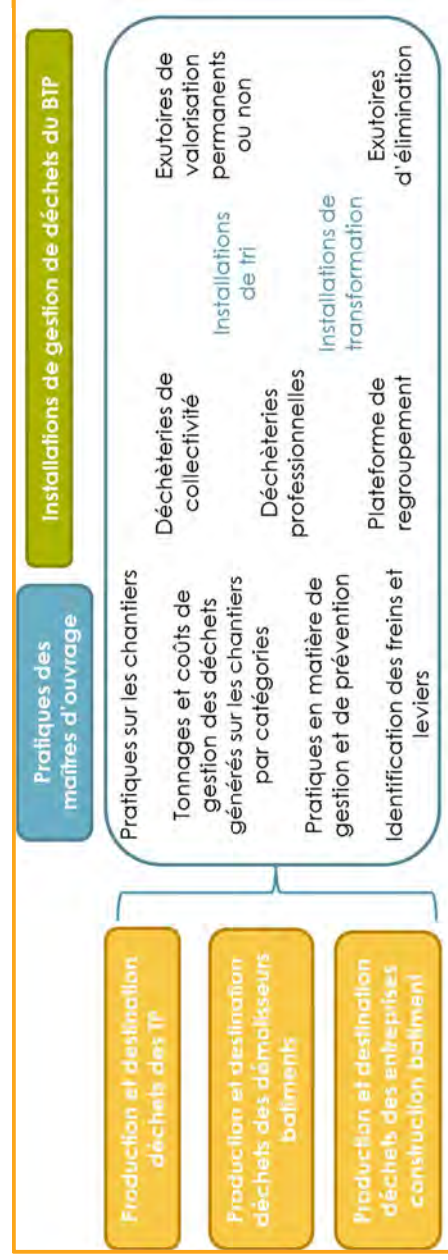 Production et destination
déchets des TP
Production et destination
déchets des démolisseurs
batiments
Production et destination
déchets des entreprises
construction batiment
Pratiques des
maîtres d'ouvrage
Pratiques sur les chantiers
Tonnages et coûts de
gestion des déchets
générés sur les chantiers
par catégories
Pratiques en matière de
gestion et de prévention
Identification des freins et
leviers
Installations de gestion de déchets du BTP
Déchèteries de
collectivité
Déchèteries
professionnelles
Plateforme de
regroupement
Installations
de tri
Installations de
transformation
Exutoires de
valorisation
permanents
ou non
Exutoires
d'élimination